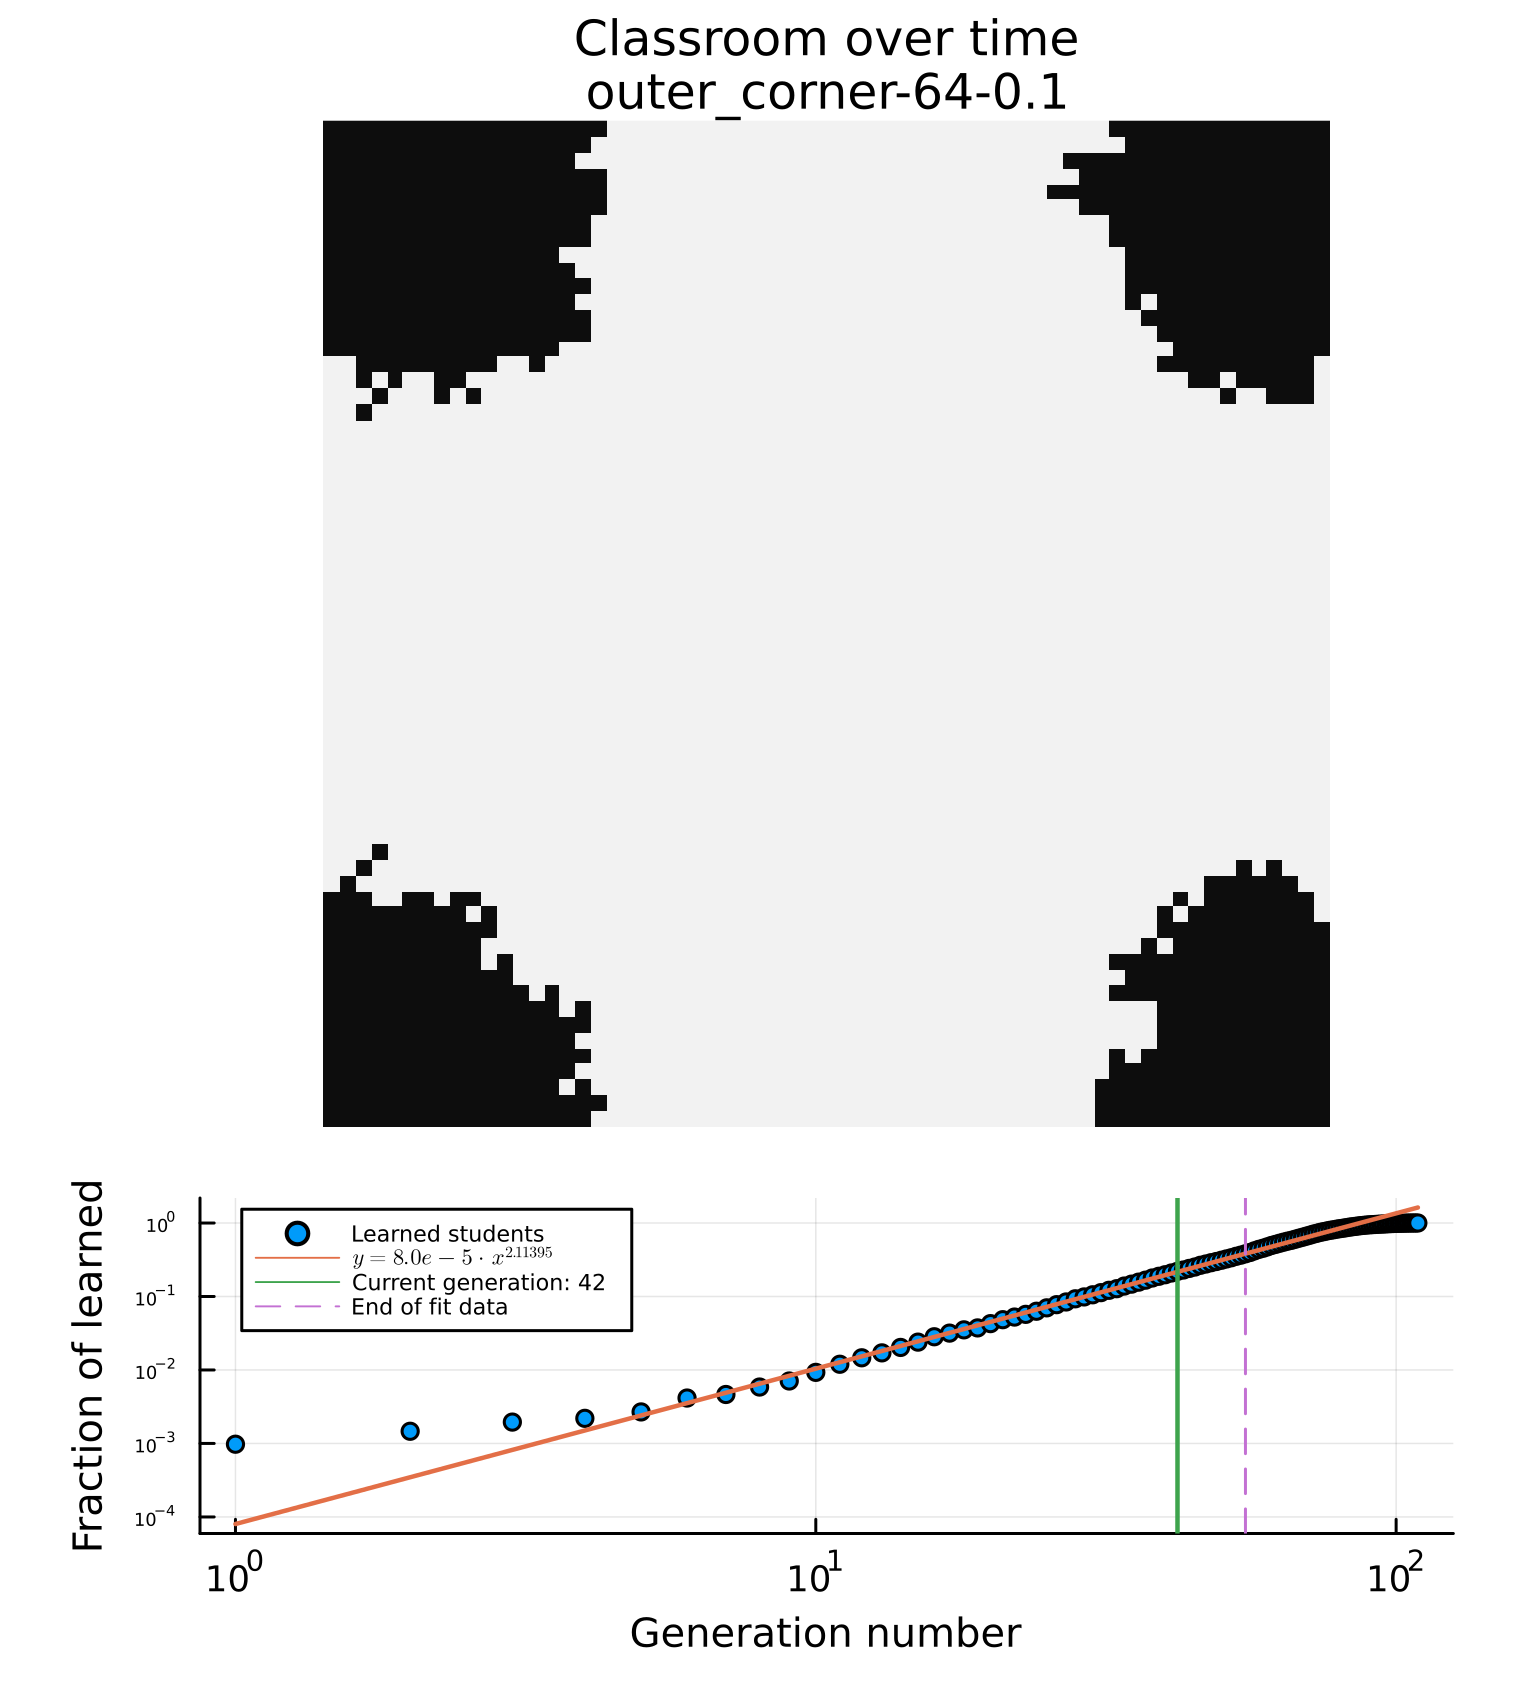 Classroom over time
outer_corner-64-0.1
Fraction of learned
10^0
10^−1
10^−2
10^−3
10^−4
Learned students
y = 8.0e − 5 · x^2.11395
Current generation: 42
End of fit data
10^0 10^1 10^2
Generation number